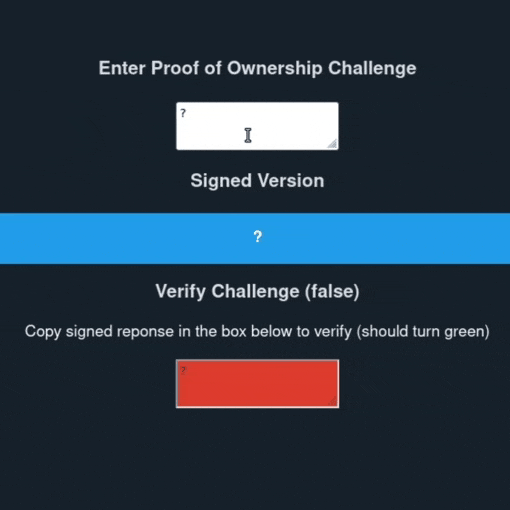 Enter Proof of Ownership Challenge
?
Signed Version
?
Verify Challenge (false)
Copy signed reponse in the box below to verify (should turn green)
?